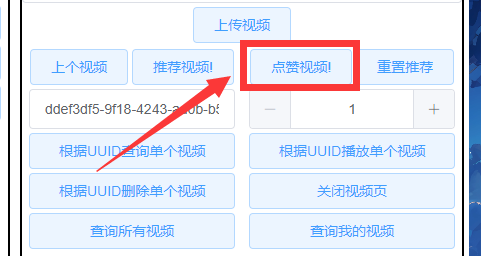 上传视频
上个视频 推荐视频! 点赞视频! 重置推荐
ddef3df5-9f18-4243- − 1 +
根据UUID查询单个视频 根据UUID播放单个视频
根据UUID删除单个视频 关闭视频页
查询所有视频 查询我的视频